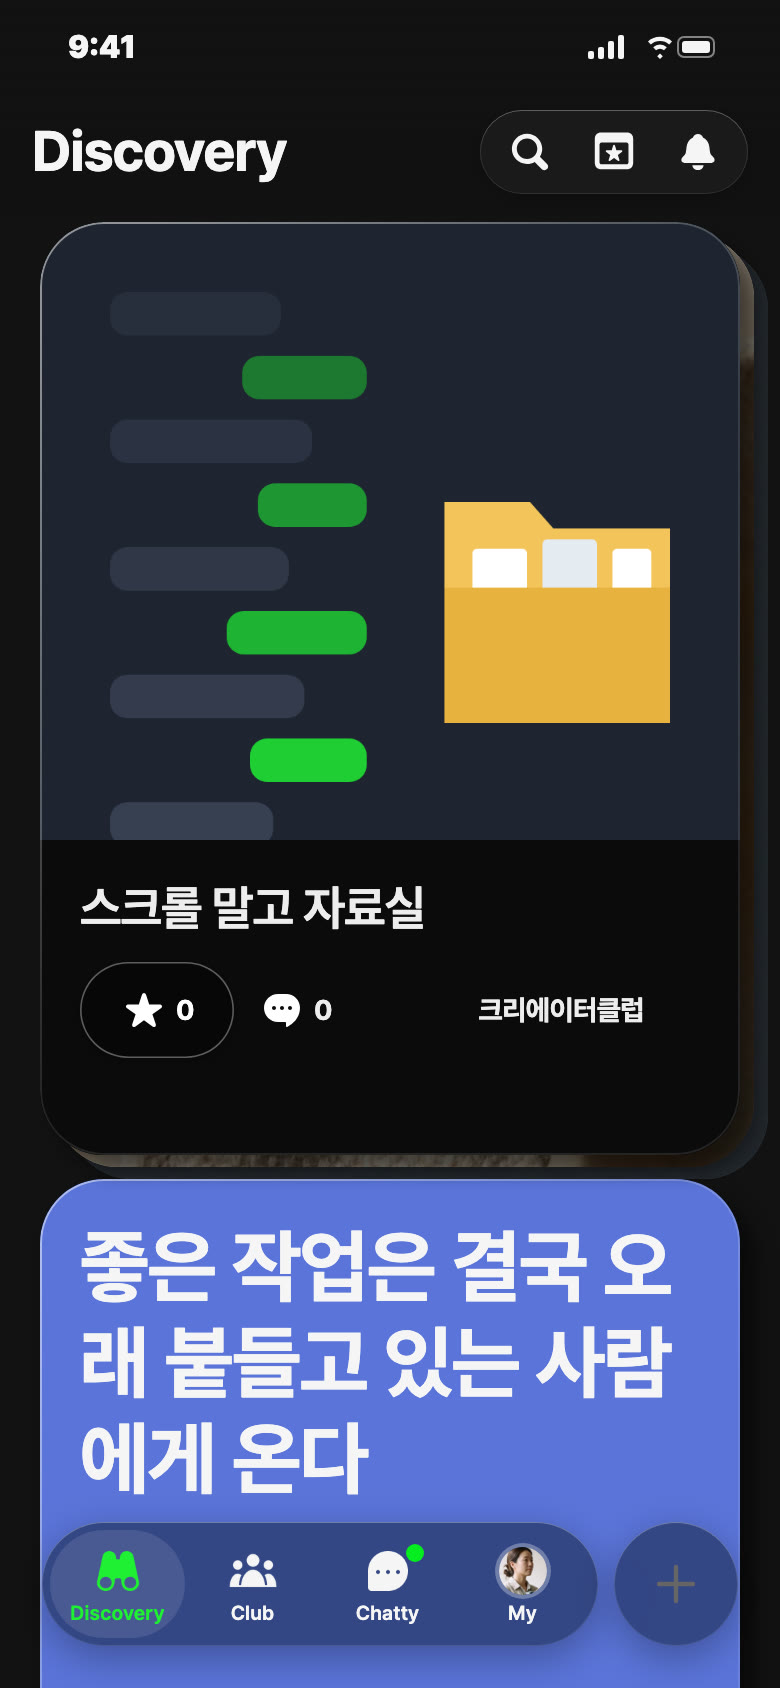 9:41
Discovery
스크롤 말고 자료실
0
0
크리에이터클럽
좋은 작업은 결국 오
래 붙들고 있는 사람
에게 온다
Discovery
Club
Chatty
My